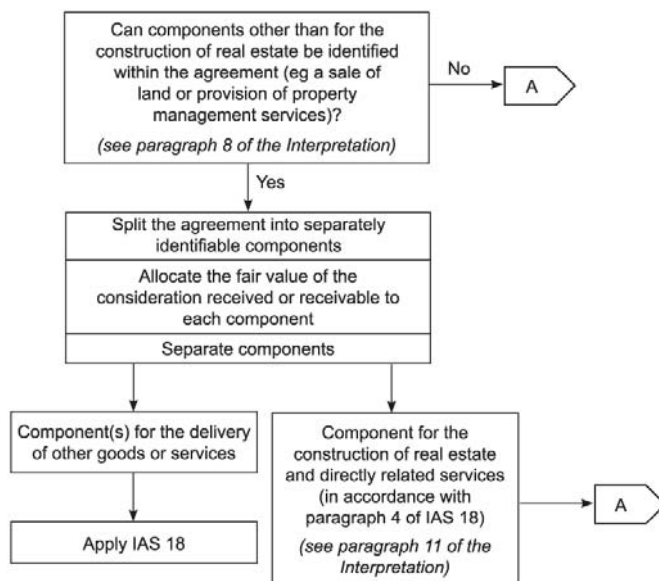 Can components other than for the
construction of real estate be identified
within the agreement (eg a sale of
land or provision of property
management services)?
(see paragraph 8 of the Interpretation)
No
A
Yes
Split the agreement into separately
identifiable components
Allocate the fair value of the
consideration received or receivable to
each component
Separate components
Component(s) for the delivery
of other goods or services
Apply IAS 18
Component for the
construction of real estate
and directly related services
(in accordance with
paragraph 4 of IAS 18)
(see paragraph 11 of the
Interpretation)
A